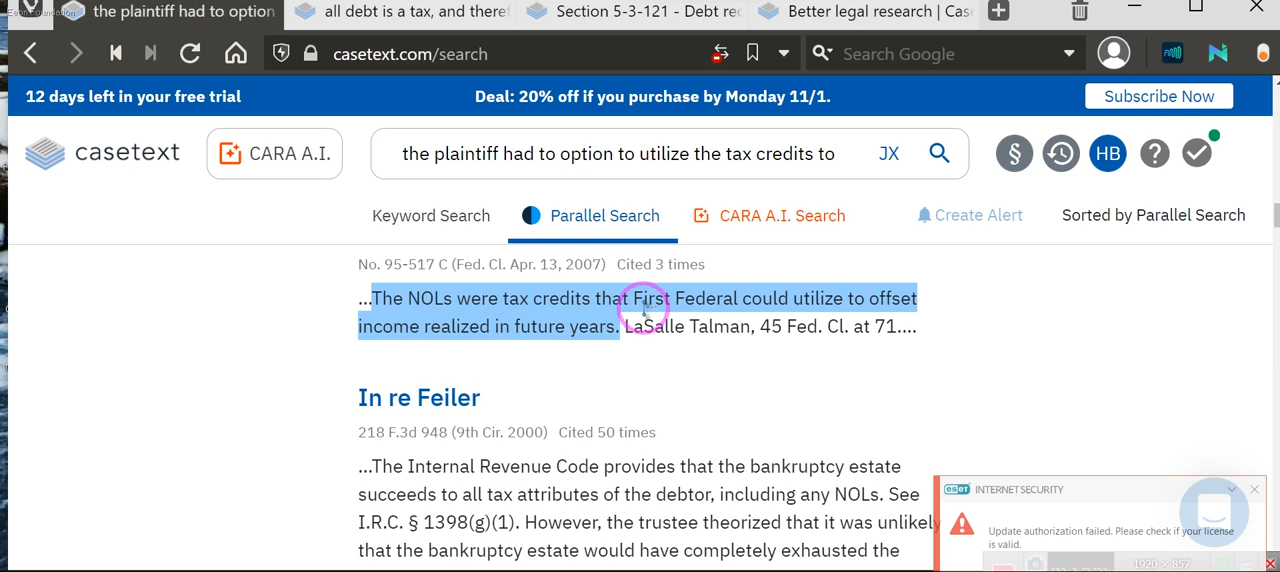 the plaintiff had to option
all debt is a tax, and theref
Section 5-3-121 - Debt rec
Better legal research | Case
casetext.com/search
Search Google
12 days left in your free trial
Deal: 20% off if you purchase by Monday 11/1.
Subscribe Now
casetext
CARA A.I.
the plaintiff had to option to utilize the tax credits to
JX
§
HB
?
Keyword Search
Parallel Search
CARA A.I. Search
Create Alert
Sorted by Parallel Search
No. 95-517 C (Fed. Cl. Apr. 13, 2007) Cited 3 times
...The NOLs were tax credits that First Federal could utilize to offset
income realized in future years. LaSalle Talman, 45 Fed. Cl. at 71....
In re Feiler
218 F.3d 948 (9th Cir. 2000) Cited 50 times
...The Internal Revenue Code provides that the bankruptcy estate
succeeds to all tax attributes of the debtor, including any NOLs. See
I.R.C. § 1398(g)(1). However, the trustee theorized that it was unlikely
that the bankruptcy estate would have completely exhausted the
eset INTERNET SECURITY
Update authorization failed. Please check if your license
is valid.
1920 × 857